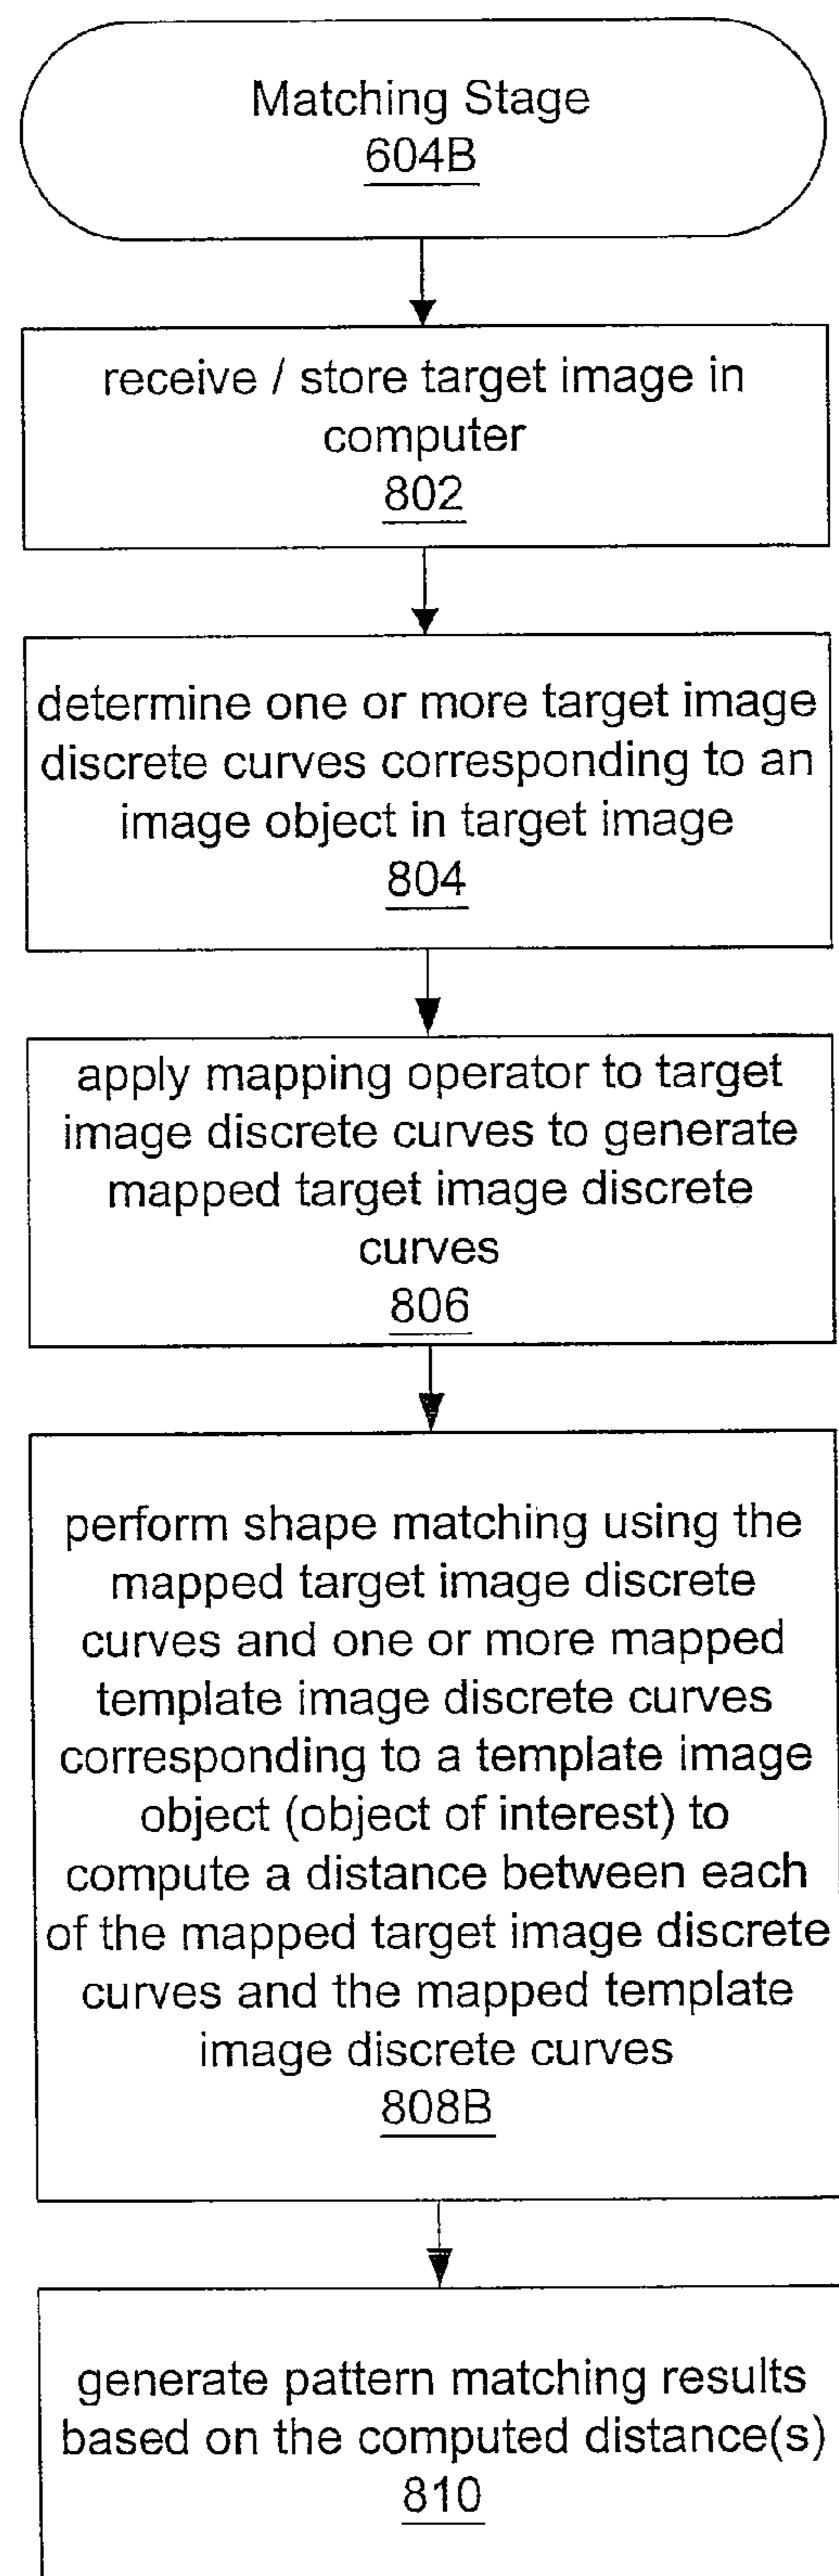 Matching Stage
604B
receive / store target image in
computer
802
determine one or more target image
discrete curves corresponding to an
image object in target image
804
apply mapping operator to target
image discrete curves to generate
mapped target image discrete
curves
806
perform shape matching using the
mapped target image discrete
curves and one or more mapped
template image discrete curves
corresponding to a template image
object (object of interest) to
compute a distance between each
of the mapped target image discrete
curves and the mapped template
image discrete curves
808B
generate pattern matching results
based on the computed distance(s)
810